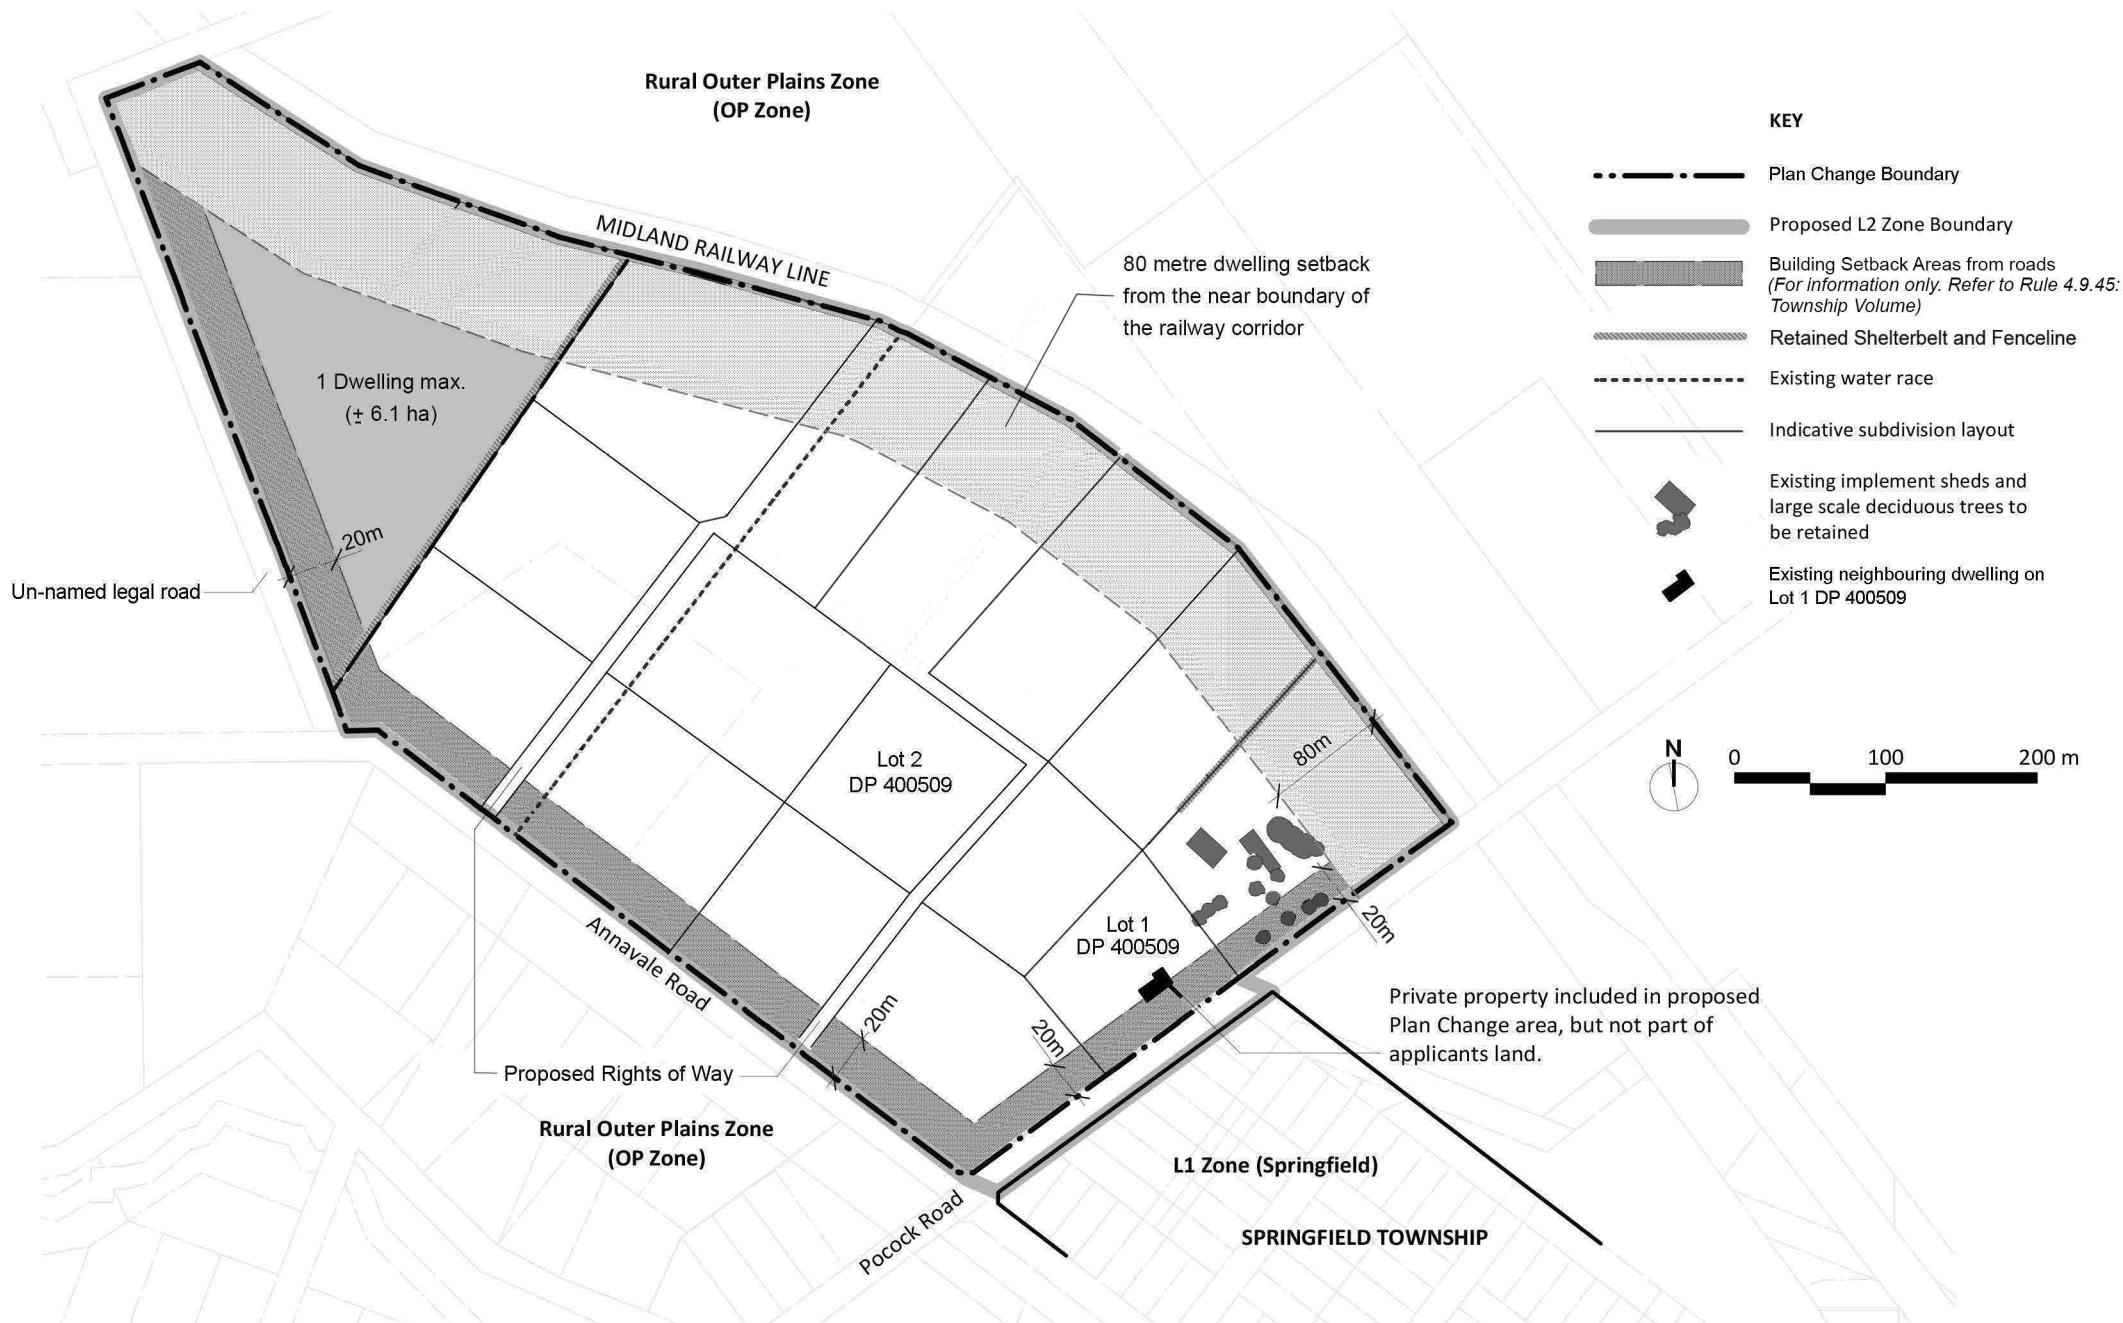 Rural Outer Plains Zone
(OP Zone)
MIDLAND RAILWAY LINE
80 metre dwelling setback
from the near boundary of
the railway corridor
1 Dwelling max.
(± 6.1 ha)
20m
Un-named legal road
Lot 2
DP 400509
80m
Lot 1
DP 400509
20m
Annavale Road
20m
20m
Private property included in proposed
Plan Change area, but not part of
applicants land.
Proposed Rights of Way
Rural Outer Plains Zone
(OP Zone)
L1 Zone (Springfield)
Pocock Road
SPRINGFIELD TOWNSHIP
KEY
Plan Change Boundary
Proposed L2 Zone Boundary
Building Setback Areas from roads
(For information only. Refer to Rule 4.9.45:
Township Volume)
Retained Shelterbelt and Fenceline
Existing water race
Indicative subdivision layout
Existing implement sheds and
large scale deciduous trees to
be retained
Existing neighbouring dwelling on
Lot 1 DP 400509
N
0 100 200 m